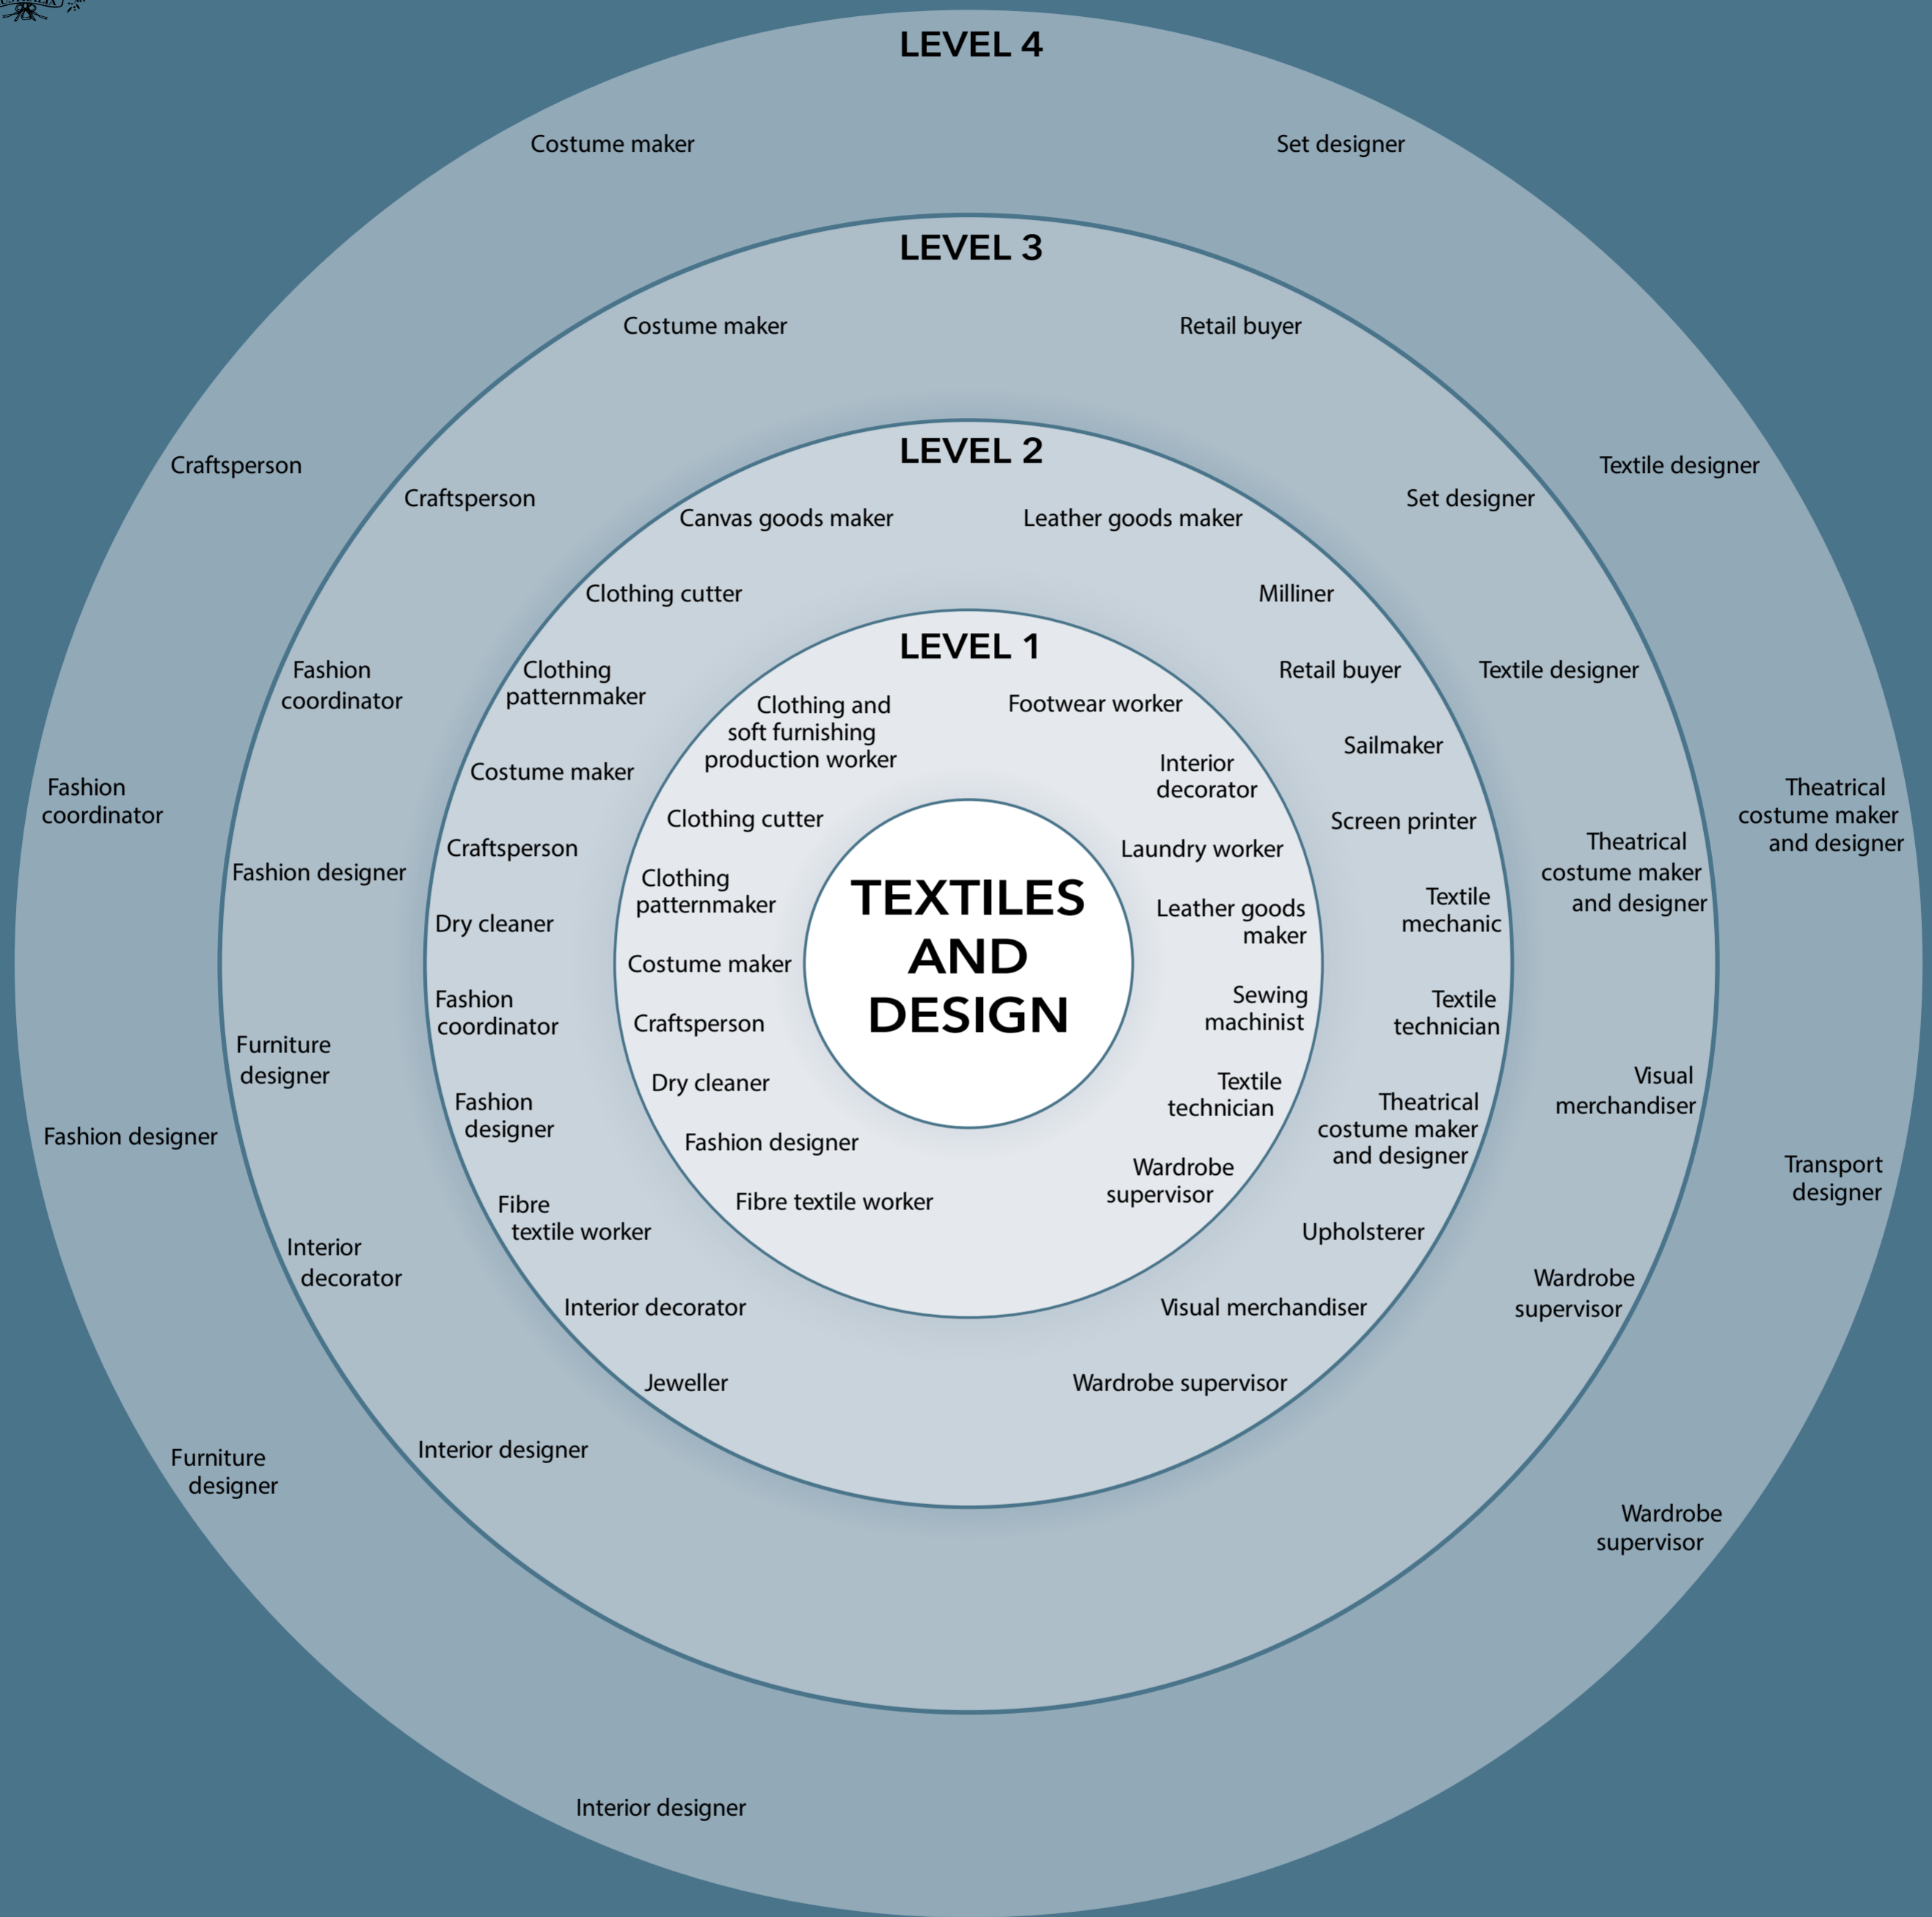 LEVEL 4
Costume maker
Set designer
Craftsperson
Textile designer
Fashion
coordinator
Theatrical
costume maker
and designer
Fashion designer
Transport
designer
Furniture
designer
Wardrobe
supervisor
Interior designer
LEVEL 3
Costume maker
Retail buyer
Craftsperson
Set designer
Fashion
coordinator
Textile designer
Fashion designer
Theatrical
costume maker
and designer
Furniture
designer
Visual
merchandiser
Interior
decorator
Wardrobe
supervisor
Interior designer
LEVEL 2
Canvas goods maker
Leather goods maker
Clothing cutter
Milliner
Clothing
patternmaker
Retail buyer
Costume maker
Sailmaker
Craftsperson
Screen printer
Dry cleaner
Textile
mechanic
Fashion
coordinator
Textile
technician
Fashion
designer
Theatrical
costume maker
and designer
Fibre
textile worker
Upholsterer
Interior decorator
Visual merchandiser
Jeweller
Wardrobe supervisor
LEVEL 1
Clothing and
soft furnishing
production worker
Footwear worker
Interior
decorator
Clothing cutter
Laundry worker
Clothing
patternmaker
Leather goods
maker
Costume maker
Sewing
machinist
Craftsperson
Dry cleaner
Textile
technician
Fashion designer
Wardrobe
supervisor
Fibre textile worker
TEXTILES
AND
DESIGN